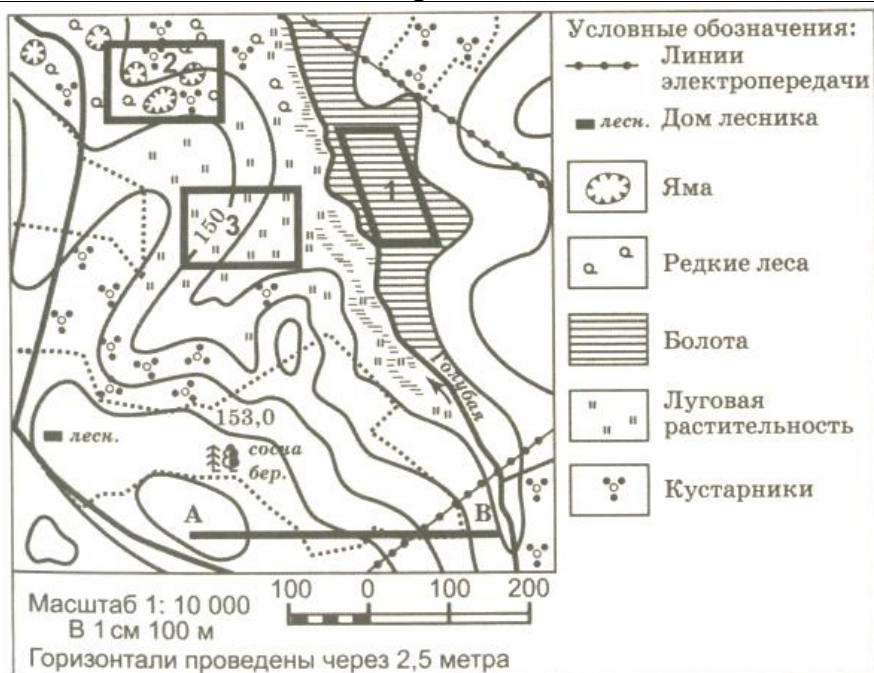 Условные обозначения:
Линии
электропередачи
лесн. Дом лесника
Яма
Редкие леса
Болота
Луговая
растительность
Кустарники
2
1
150
3
Голубая
153,0
лесн.
сосна
бер.
А
В
Масштаб 1: 10 000
В 1 см 100 м
100 0 100 200
Горизонтали проведены через 2,5 метра